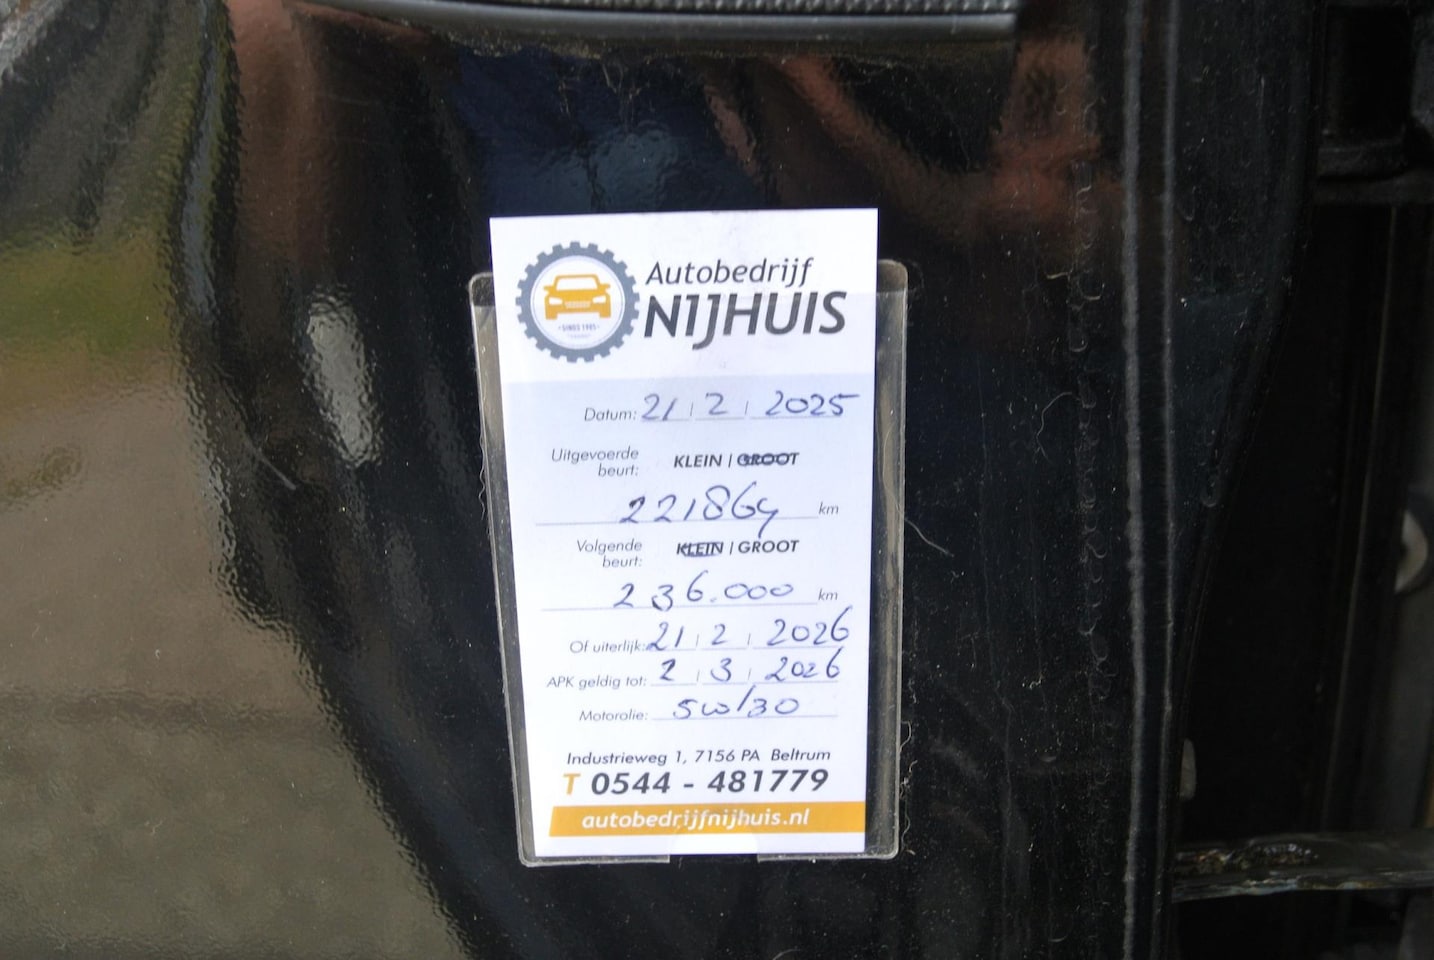 Autobedrijf
NIJHUIS
SINCE 1985
Datum: 21 | 2 | 2025
Uitgevoerde beurt: KLEIN | GROOT
221864 km
Volgende beurt: KLEIN | GROOT
236.000 km
Of uiterlijk: 21 | 2 | 2026
APK geldig tot: 2 | 3 | 2026
Motorolie: 5w/30
Industrieweg 1, 7156 PA Beltrum
T 0544 - 481779
autobedrijfnijhuis.nl